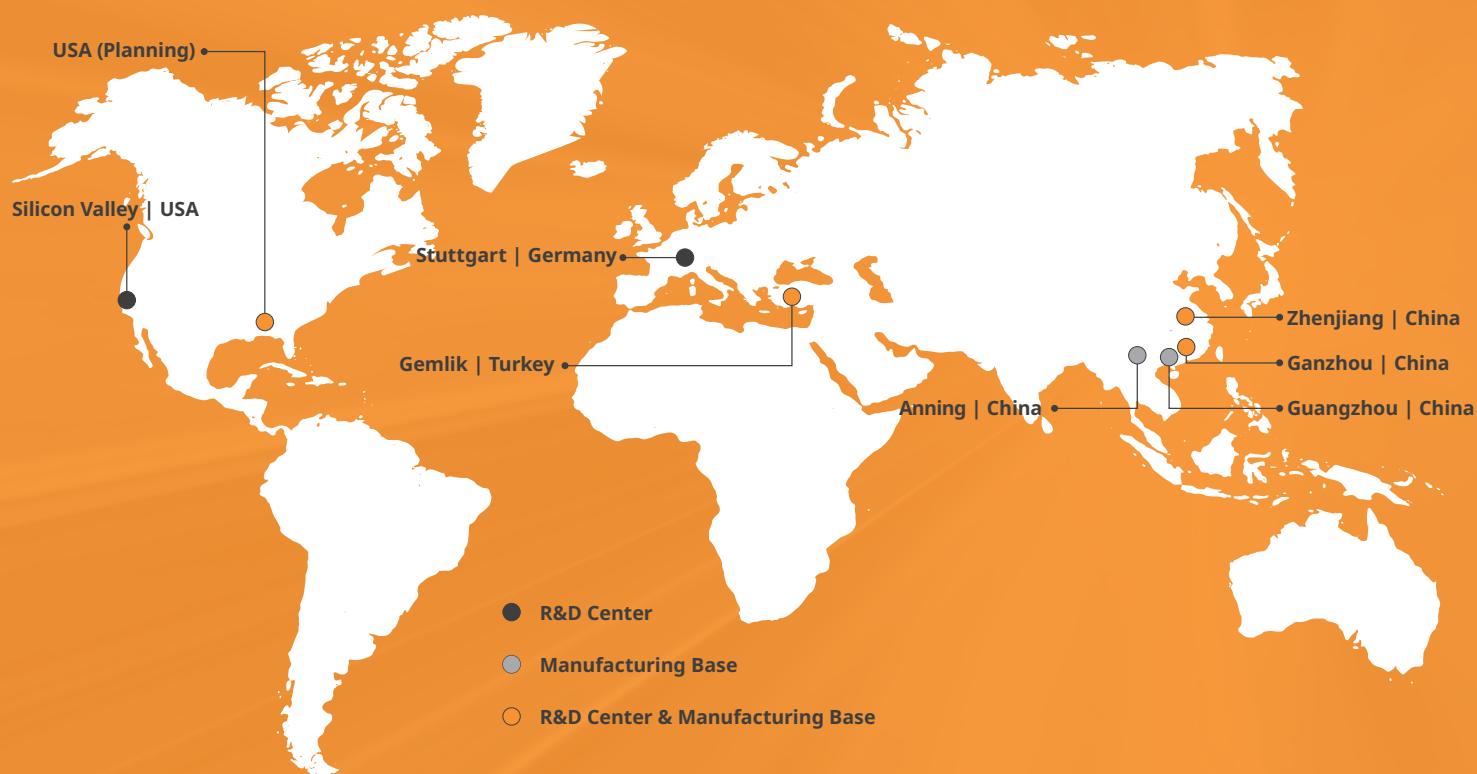 USA (Planning)
Silicon Valley | USA
Stuttgart | Germany
Gemlik | Turkey
Zhenjiang | China
Ganzhou | China
Anning | China
Guangzhou | China
R&D Center
Manufacturing Base
R&D Center & Manufacturing Base